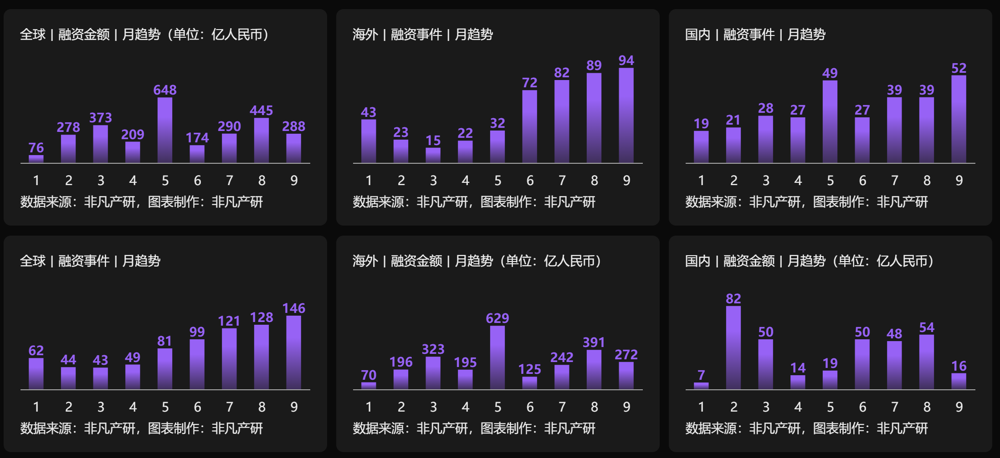 全球 | 融资金额 | 月趋势（单位：亿人民币）
76 278 373 209 648 174 290 445 288
1 2 3 4 5 6 7 8 9
数据来源：非凡产研，图表制作：非凡产研
海外 | 融资事件 | 月趋势
43 23 15 22 32 72 82 89 94
1 2 3 4 5 6 7 8 9
数据来源：非凡产研，图表制作：非凡产研
国内 | 融资事件 | 月趋势
19 21 28 27 49 27 39 39 52
1 2 3 4 5 6 7 8 9
数据来源：非凡产研，图表制作：非凡产研
全球 | 融资事件 | 月趋势
62 44 43 49 81 99 121 128 146
1 2 3 4 5 6 7 8 9
数据来源：非凡产研，图表制作：非凡产研
海外 | 融资金额 | 月趋势（单位：亿人民币）
70 196 323 195 629 125 242 391 272
1 2 3 4 5 6 7 8 9
数据来源：非凡产研，图表制作：非凡产研
国内 | 融资金额 | 月趋势（单位：亿人民币）
7 82 50 14 19 50 48 54 16
1 2 3 4 5 6 7 8 9
数据来源：非凡产研，图表制作：非凡产研